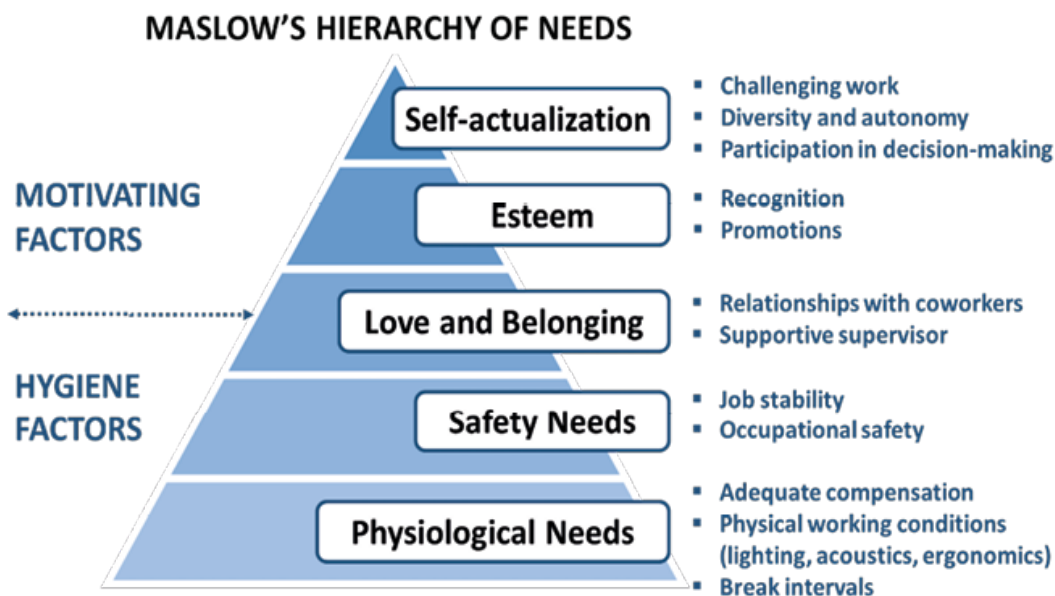 MASLOW'S HIERARCHY OF NEEDS
MOTIVATING
FACTORS
HYGIENE
FACTORS
Self-actualization
▪ Challenging work
▪ Diversity and autonomy
▪ Participation in decision-making
Esteem
▪ Recognition
▪ Promotions
Love and Belonging
▪ Relationships with coworkers
▪ Supportive supervisor
Safety Needs
▪ Job stability
▪ Occupational safety
Physiological Needs
▪ Adequate compensation
▪ Physical working conditions
(lighting, acoustics, ergonomics)
▪ Break intervals